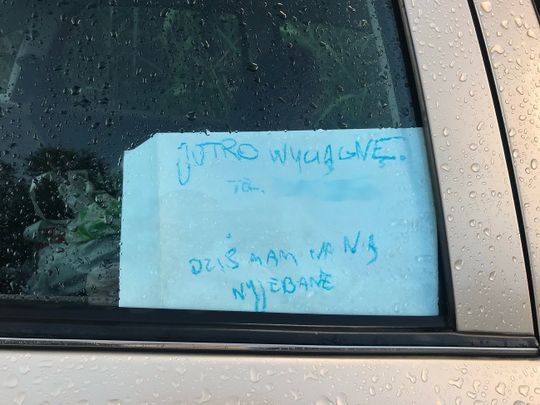 JUTRO WYCIĄGNĘ.
TEL.
DZIŚ MAM NA NIĄ
WYJEBANE